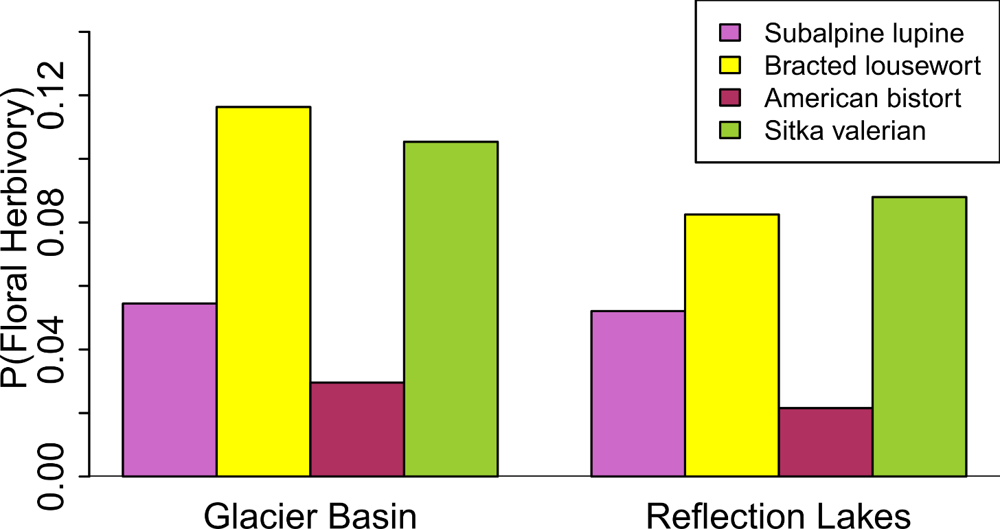 P(Floral Herbivory)
0.12
0.08
0.04
0.00
Subalpine lupine
Bracted lousewort
American bistort
Sitka valerian
Glacier Basin
Reflection Lakes